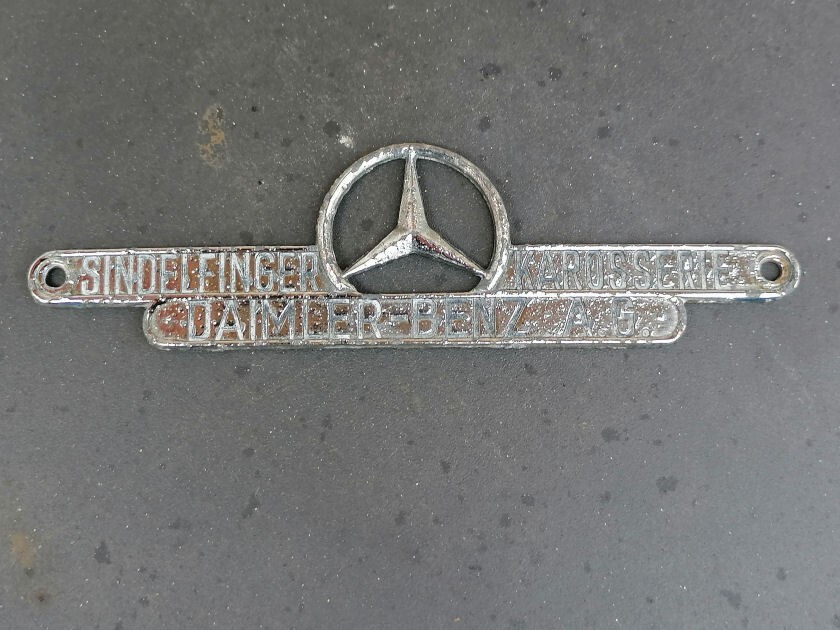 SINDELFINGER KAROSSERIE
DAIMLER-BENZ A.G.